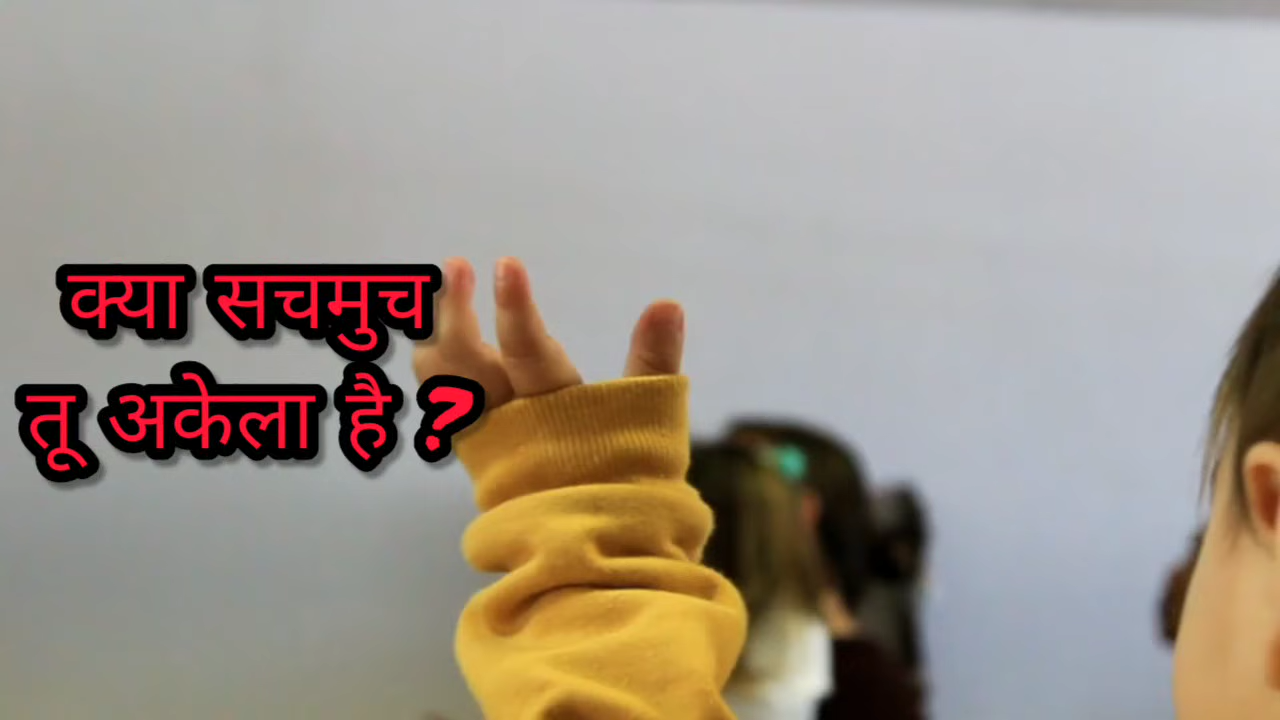 क्या सचमुच
तू अकेला है ?